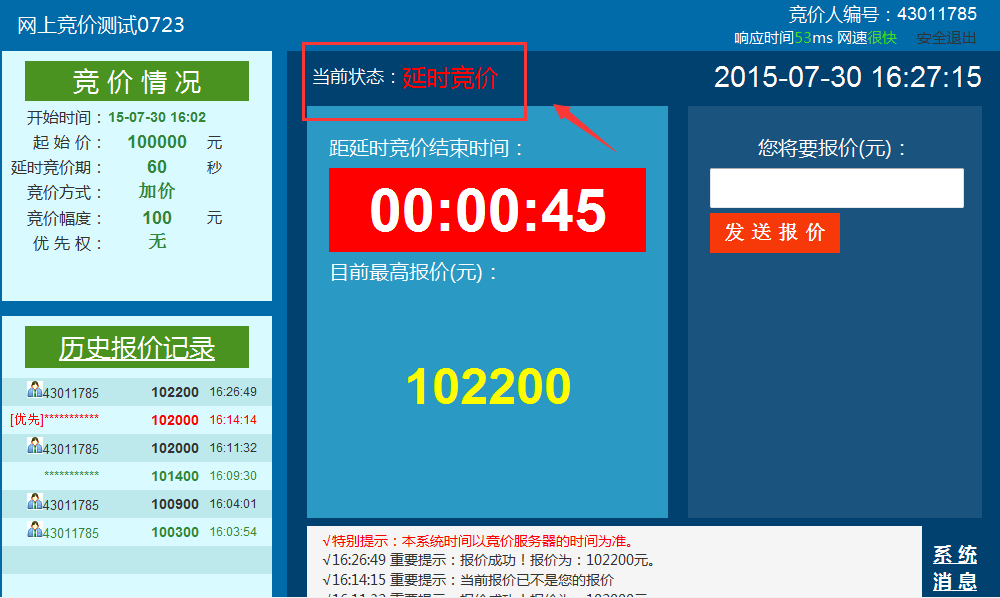 网上竞价测试0723
竞价人编号：43011785
响应时间53ms 网速很快 安全退出
竞 价 情 况
开始时间：15-07-30 16:02
起 始 价： 100000 元
延时竞价期： 60 秒
竞价方式： 加价
竞价幅度： 100 元
优 先 权： 无
历史报价记录
43011785 102200 16:26:49
[优先]*********** 102000 16:14:14
43011785 102000 16:11:32
*********** 101400 16:09:30
43011785 100900 16:04:01
43011785 100300 16:03:54
当前状态：延时竞价
2015-07-30 16:27:15
距延时竞价结束时间：
00:00:45
目前最高报价(元)：
102200
您将要报价(元)：
发 送 报 价
√特别提示：本系统时间以竞价服务器的时间为准。
√16:26:49 重要提示：报价成功！报价为：102200元。
√16:14:15 重要提示：当前报价已不是您的报价
系 统
消 息